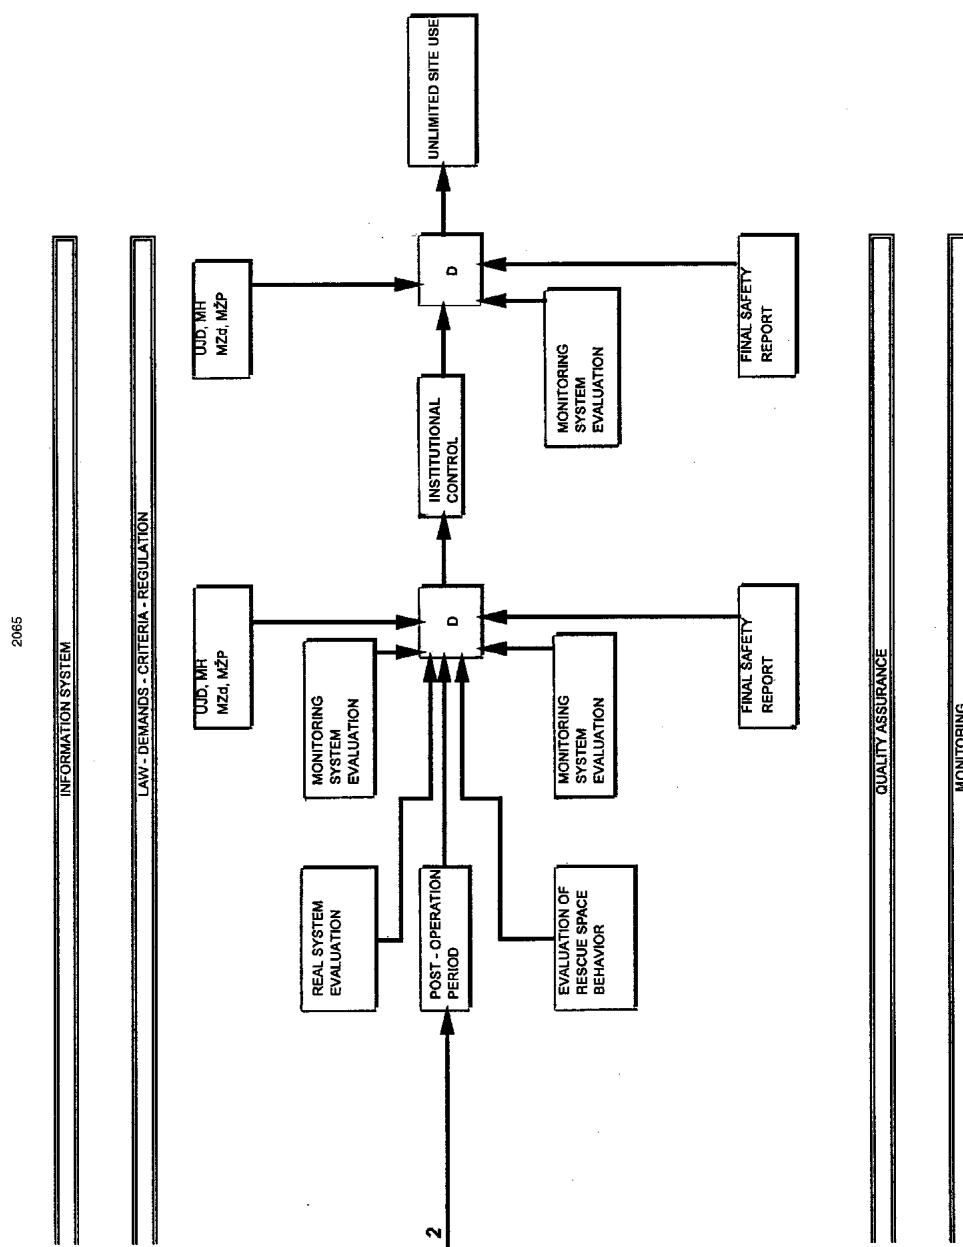 2065
INFORMATION SYSTEM
LAW - DEMANDS - CRITERIA - REGULATION
UJD, MH
MZd, MŽP
UJD, MH
MZd, MŽP
REAL SYSTEM
EVALUATION
MONITORING
SYSTEM
EVALUATION
2
POST - OPERATION
PERIOD
D
INSTITUTIONAL
CONTROL
D
UNLIMITED SITE USE
EVALUATION OF
RESCUE SPACE
BEHAVIOR
MONITORING
SYSTEM
EVALUATION
MONITORING
SYSTEM
EVALUATION
FINAL SAFETY
REPORT
FINAL SAFETY
REPORT
QUALITY ASSURANCE
MONITORING